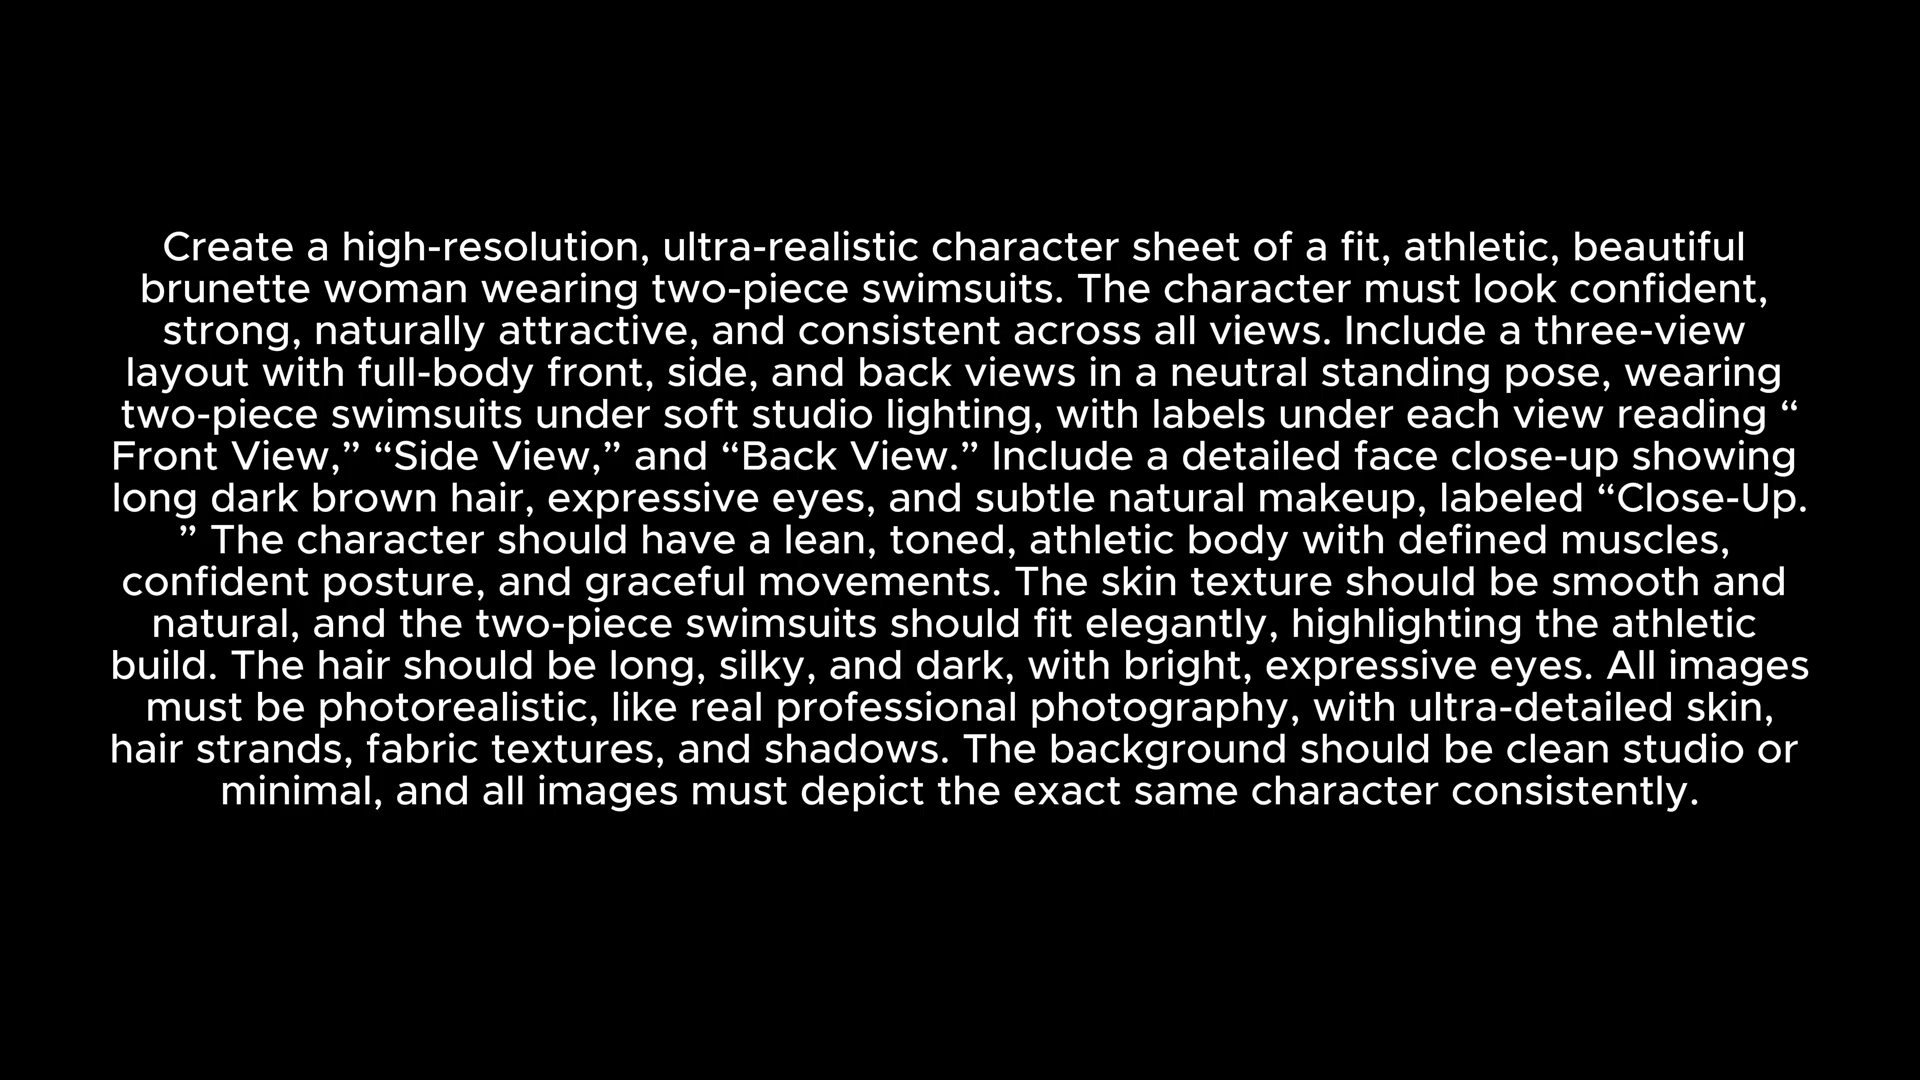 Create a high-resolution, ultra-realistic character sheet of a fit, athletic, beautiful
brunette woman wearing two-piece swimsuits. The character must look confident,
strong, naturally attractive, and consistent across all views. Include a three-view
layout with full-body front, side, and back views in a neutral standing pose, wearing
two-piece swimsuits under soft studio lighting, with labels under each view reading “
Front View,” “Side View,” and “Back View.” Include a detailed face close-up showing
long dark brown hair, expressive eyes, and subtle natural makeup, labeled “Close-Up.
” The character should have a lean, toned, athletic body with defined muscles,
confident posture, and graceful movements. The skin texture should be smooth and
natural, and the two-piece swimsuits should fit elegantly, highlighting the athletic
build. The hair should be long, silky, and dark, with bright, expressive eyes. All images
must be photorealistic, like real professional photography, with ultra-detailed skin,
hair strands, fabric textures, and shadows. The background should be clean studio or
minimal, and all images must depict the exact same character consistently.